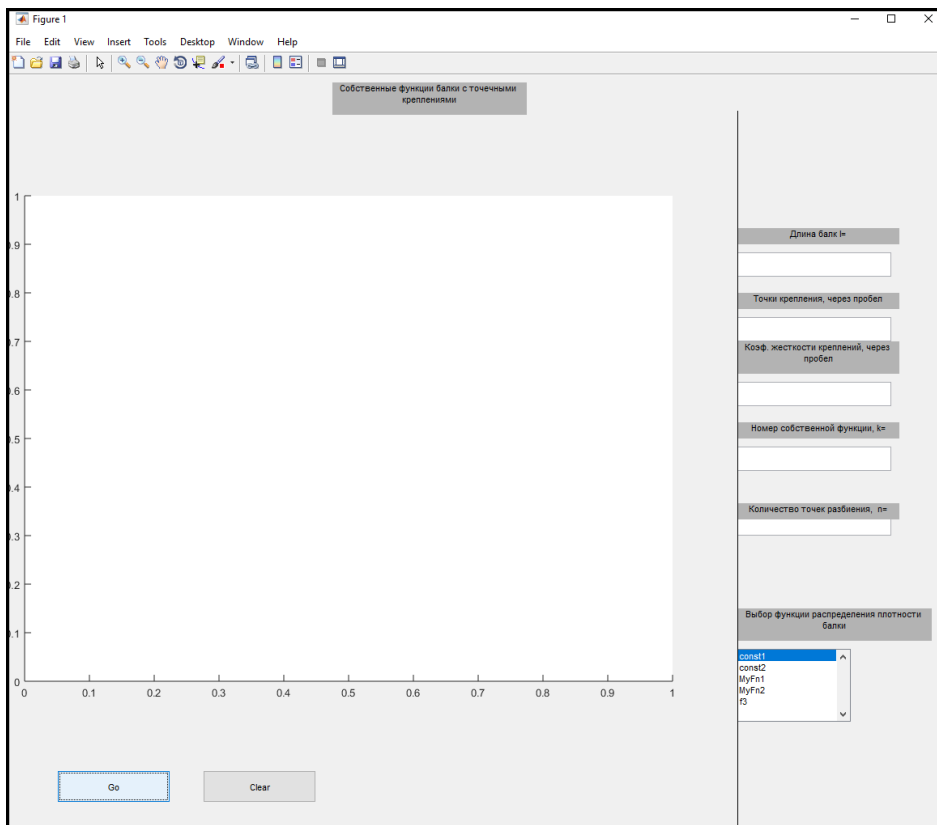 Figure 1
File Edit View Insert Tools Desktop Window Help
Собственные функции балки с точечными
креплениями
1
0.9
0.8
0.7
0.6
0.5
0.4
0.3
0.2
0.1
0
0 0.1 0.2 0.3 0.4 0.5 0.6 0.7 0.8 0.9 1
Длина балк l=
Точки крепления, через пробел
Коэф. жесткости креплений, через
пробел
Номер собственной функции, k=
Количество точек разбиения, n=
Выбор функции распределения плотности
балки
const1
const2
MyFn1
MyFn2
f3
Go Clear